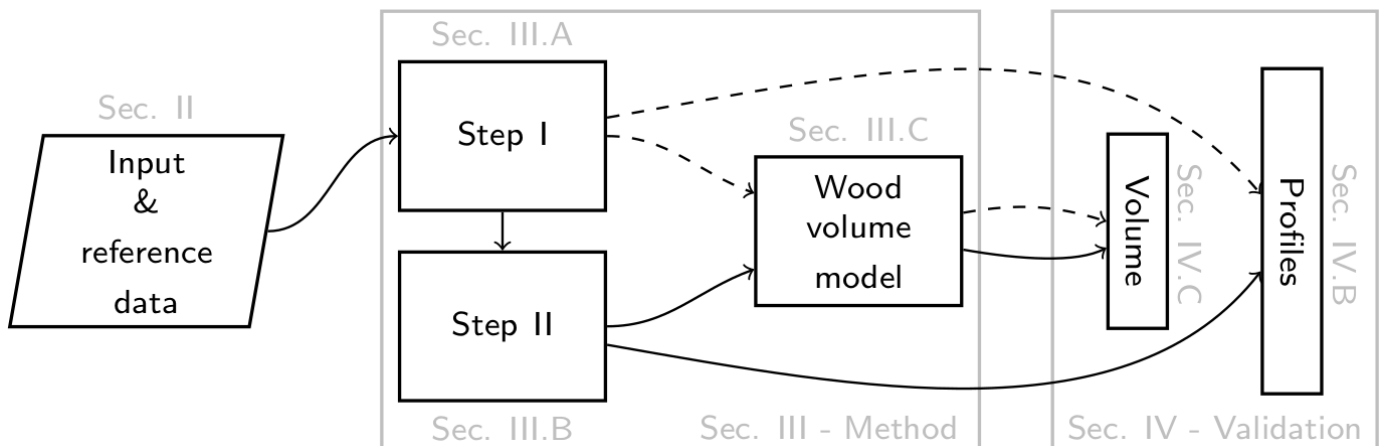 Sec. II
Input
&
reference
data
Sec. III.A
Step I
Step II
Sec. III.B
Sec. III.C
Wood
volume
model
Sec. III - Method
Volume
Sec. IV.C
Profiles
Sec. IV.B
Sec. IV - Validation